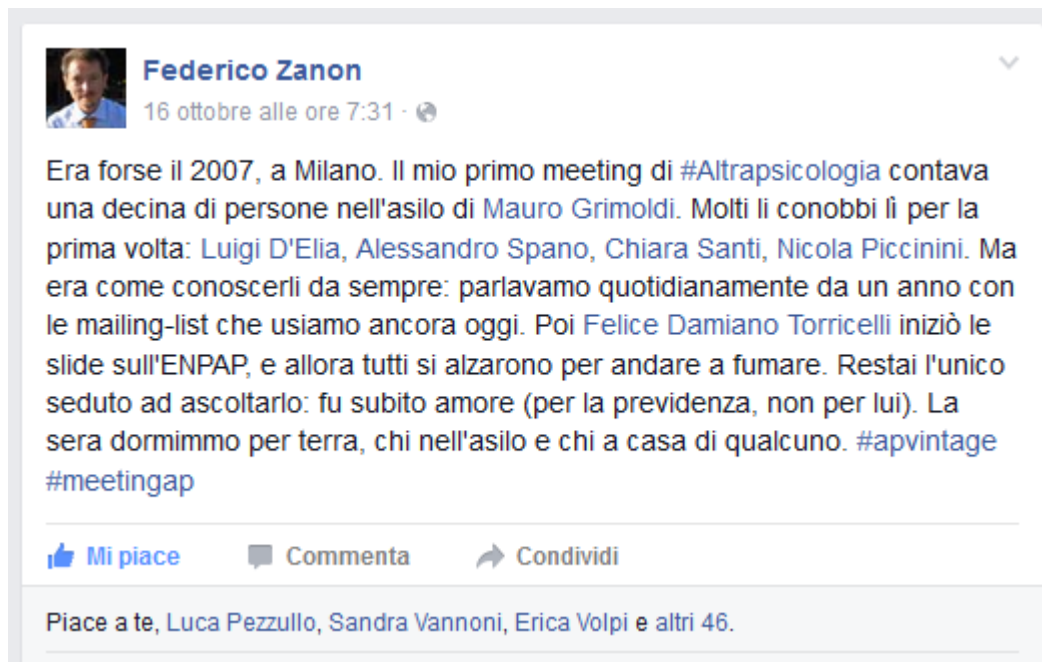 Federico Zanon
16 ottobre alle ore 7:31 ·
Era forse il 2007, a Milano. Il mio primo meeting di #Altrapsicologia contava
una decina di persone nell'asilo di Mauro Grimoldi. Molti li conobbi lì per la
prima volta: Luigi D'Elia, Alessandro Spano, Chiara Santi, Nicola Piccinini. Ma
era come conoscerli da sempre: parlavamo quotidianamente da un anno con
le mailing-list che usiamo ancora oggi. Poi Felice Damiano Torricelli iniziò le
slide sull'ENPAP, e allora tutti si alzarono per andare a fumare. Restai l'unico
seduto ad ascoltarlo: fu subito amore (per la previdenza, non per lui). La
sera dormimmo per terra, chi nell'asilo e chi a casa di qualcuno. #apvintage
#meetingap
Mi piace Commenta Condividi
Piace a te, Luca Pezzullo, Sandra Vannoni, Erica Volpi e altri 46.